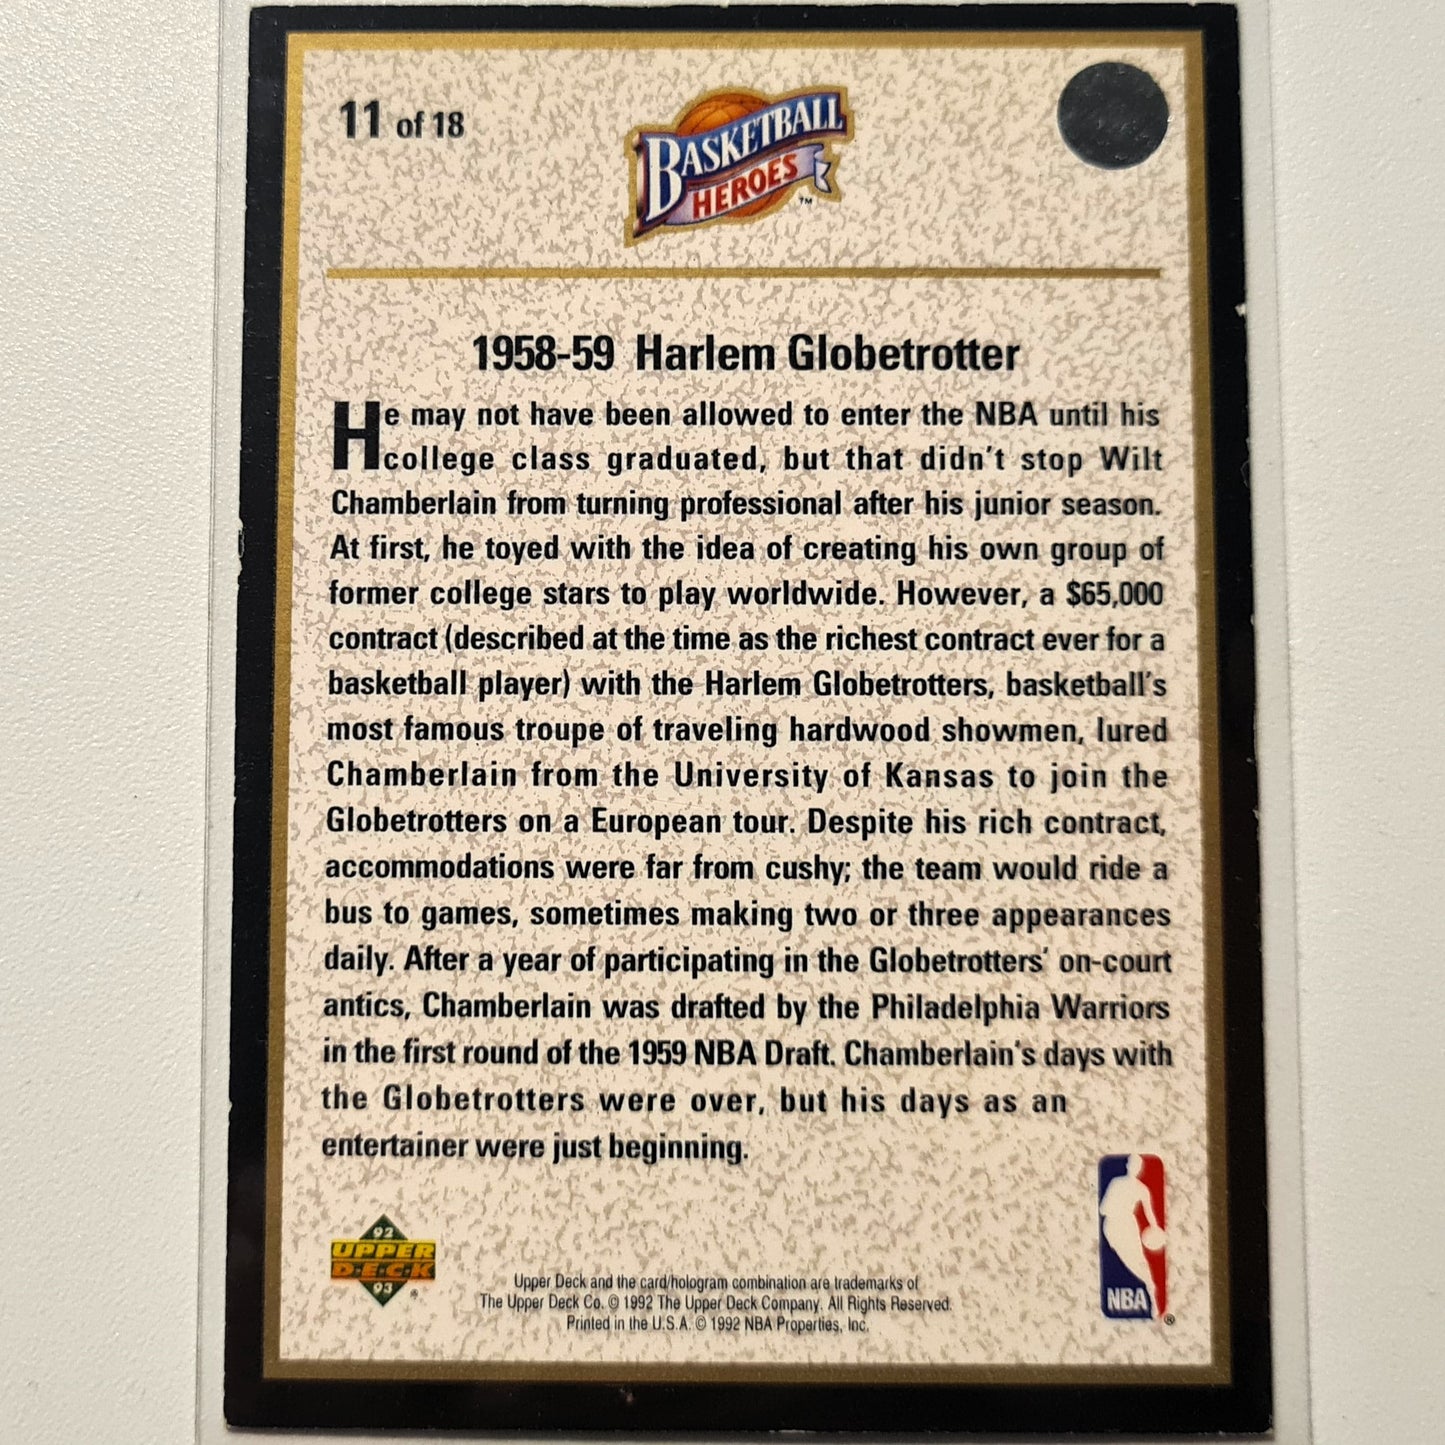 11 of 18
BASKETBALL
HEROES
™
1958-59 Harlem Globetrotter
He may not have been allowed to enter the NBA until his
college class graduated, but that didn't stop Wilt
Chamberlain from turning professional after his junior season.
At first, he toyed with the idea of creating his own group of
former college stars to play worldwide. However, a $65,000
contract (described at the time as the richest contract ever for a
basketball player) with the Harlem Globetrotters, basketball's
most famous troupe of traveling hardwood showmen, lured
Chamberlain from the University of Kansas to join the
Globetrotters on a European tour. Despite his rich contract,
accommodations were far from cushy; the team would ride a
bus to games, sometimes making two or three appearances
daily. After a year of participating in the Globetrotters' on-court
antics, Chamberlain was drafted by the Philadelphia Warriors
in the first round of the 1959 NBA Draft. Chamberlain's days with
the Globetrotters were over, but his days as an
entertainer were just beginning.
92
UPPER
D·E·C·K
93
®
Upper Deck and the card/hologram combination are trademarks of
The Upper Deck Co. © 1992 The Upper Deck Company. All Rights Reserved.
Printed in the U.S.A. © 1992 NBA Properties, Inc.
NBA
®